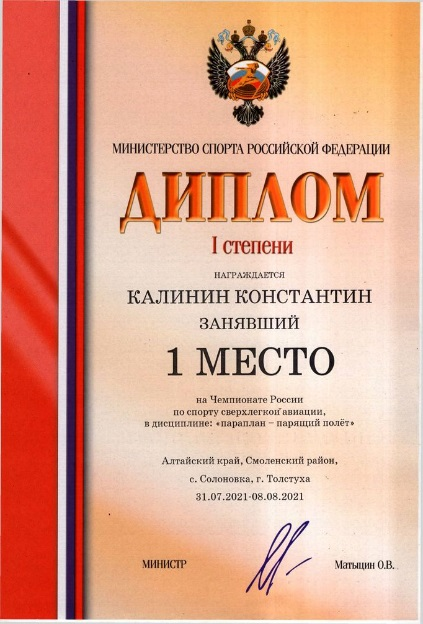 МИНИСТЕРСТВО СПОРТА РОССИЙСКОЙ ФЕДЕРАЦИИ
ДИПЛОМ
I СТЕПЕНИ
НАГРАЖДАЕТСЯ
КАЛИНИН КОНСТАНТИН
ЗАНЯВШИЙ
1 МЕСТО
на Чемпионате России
по спорту сверхлегкой авиации,
в дисциплине: «параплан – парящий полёт»
Алтайский край, Смоленский район,
с. Солоновка, г. Толстуха
31.07.2021-08.08.2021
МИНИСТР Матыцин О.В.